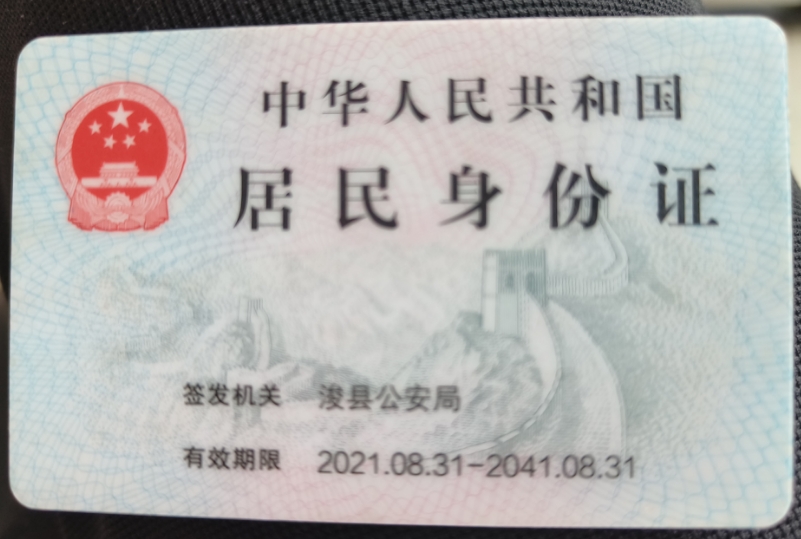 中华人民共和国
居民身份证
签发机关 浚县公安局
有效期限 2021.08.31-2041.08.31